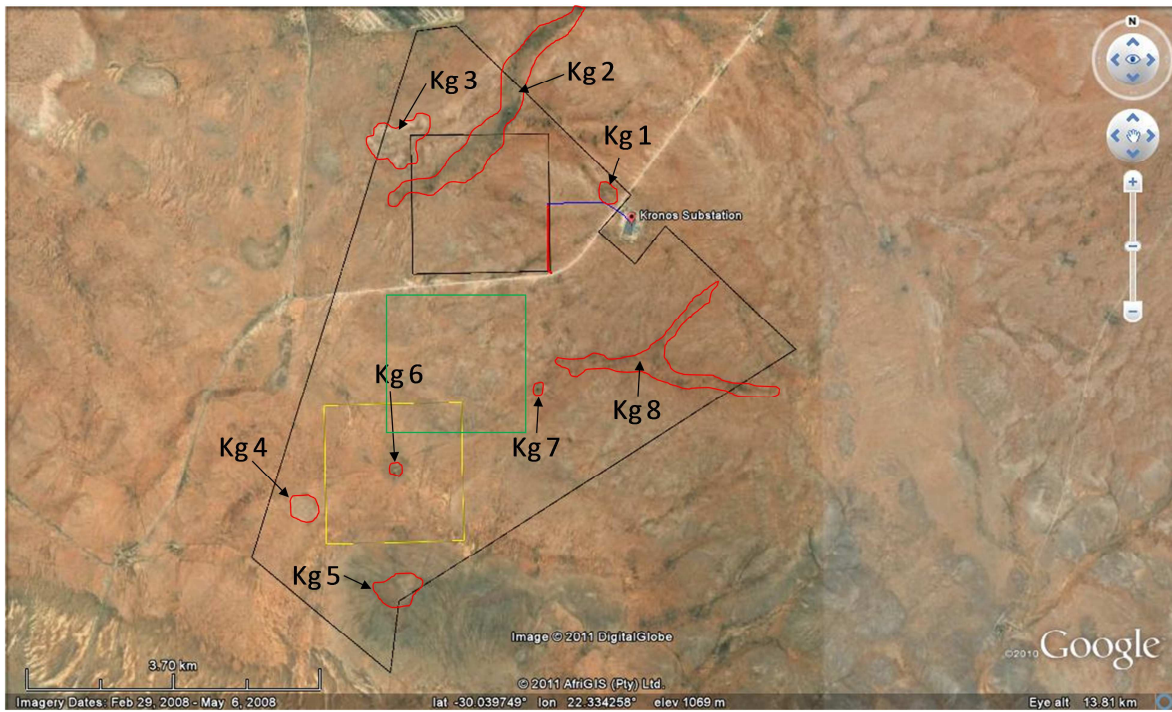 N
Kg 2
Kg 3
Kg 1
Kronos Substation
Kg 6
Kg 8
Kg 7
Kg 4
Kg 5
Image © 2011 DigitalGlobe
©2010 Google
3.70 km
© 2011 AfriGIS (Pty) Ltd.
Imagery Dates: Feb 29, 2008 - May 6, 2008 lat -30.039749° lon 22.334258° elev 1069 m Eye alt 13.81 km